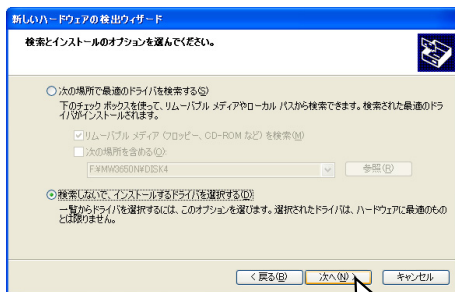 新しいハードウェアの検出ウィザード
検索とインストールのオプションを選んでください。
次の場所で最適のドライバを検索する(S)
下のチェック ボックスを使って、リムーバブル メディアやローカル パスから検索できます。検索された最適のドラ
イバがインストールされます。
リムーバブル メディア (フロッピー、CD-ROM など) を検索(M)
次の場所を含める(O):
F:¥MW3650N¥DISK4
参照(R)
検索しないで、インストールするドライバを選択する(D)
一覧からドライバを選択するには、このオプションを選びます。選択されたドライバは、ハードウェアに最適のもの
とは限りません。
< 戻る(B)
次へ(N) >
キャンセル